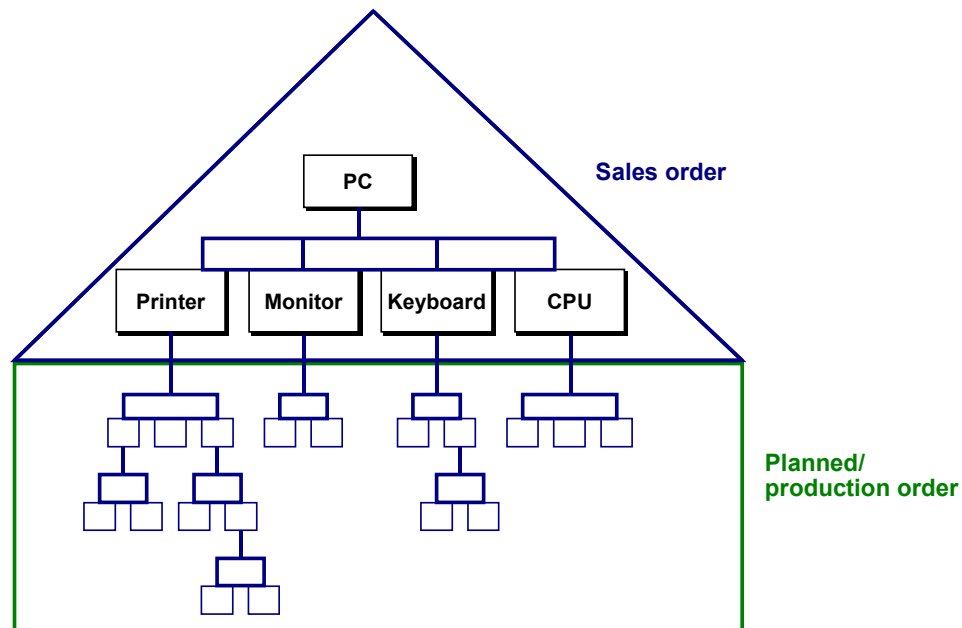 Sales order
PC
Printer
Monitor
Keyboard
CPU
Planned/
production order